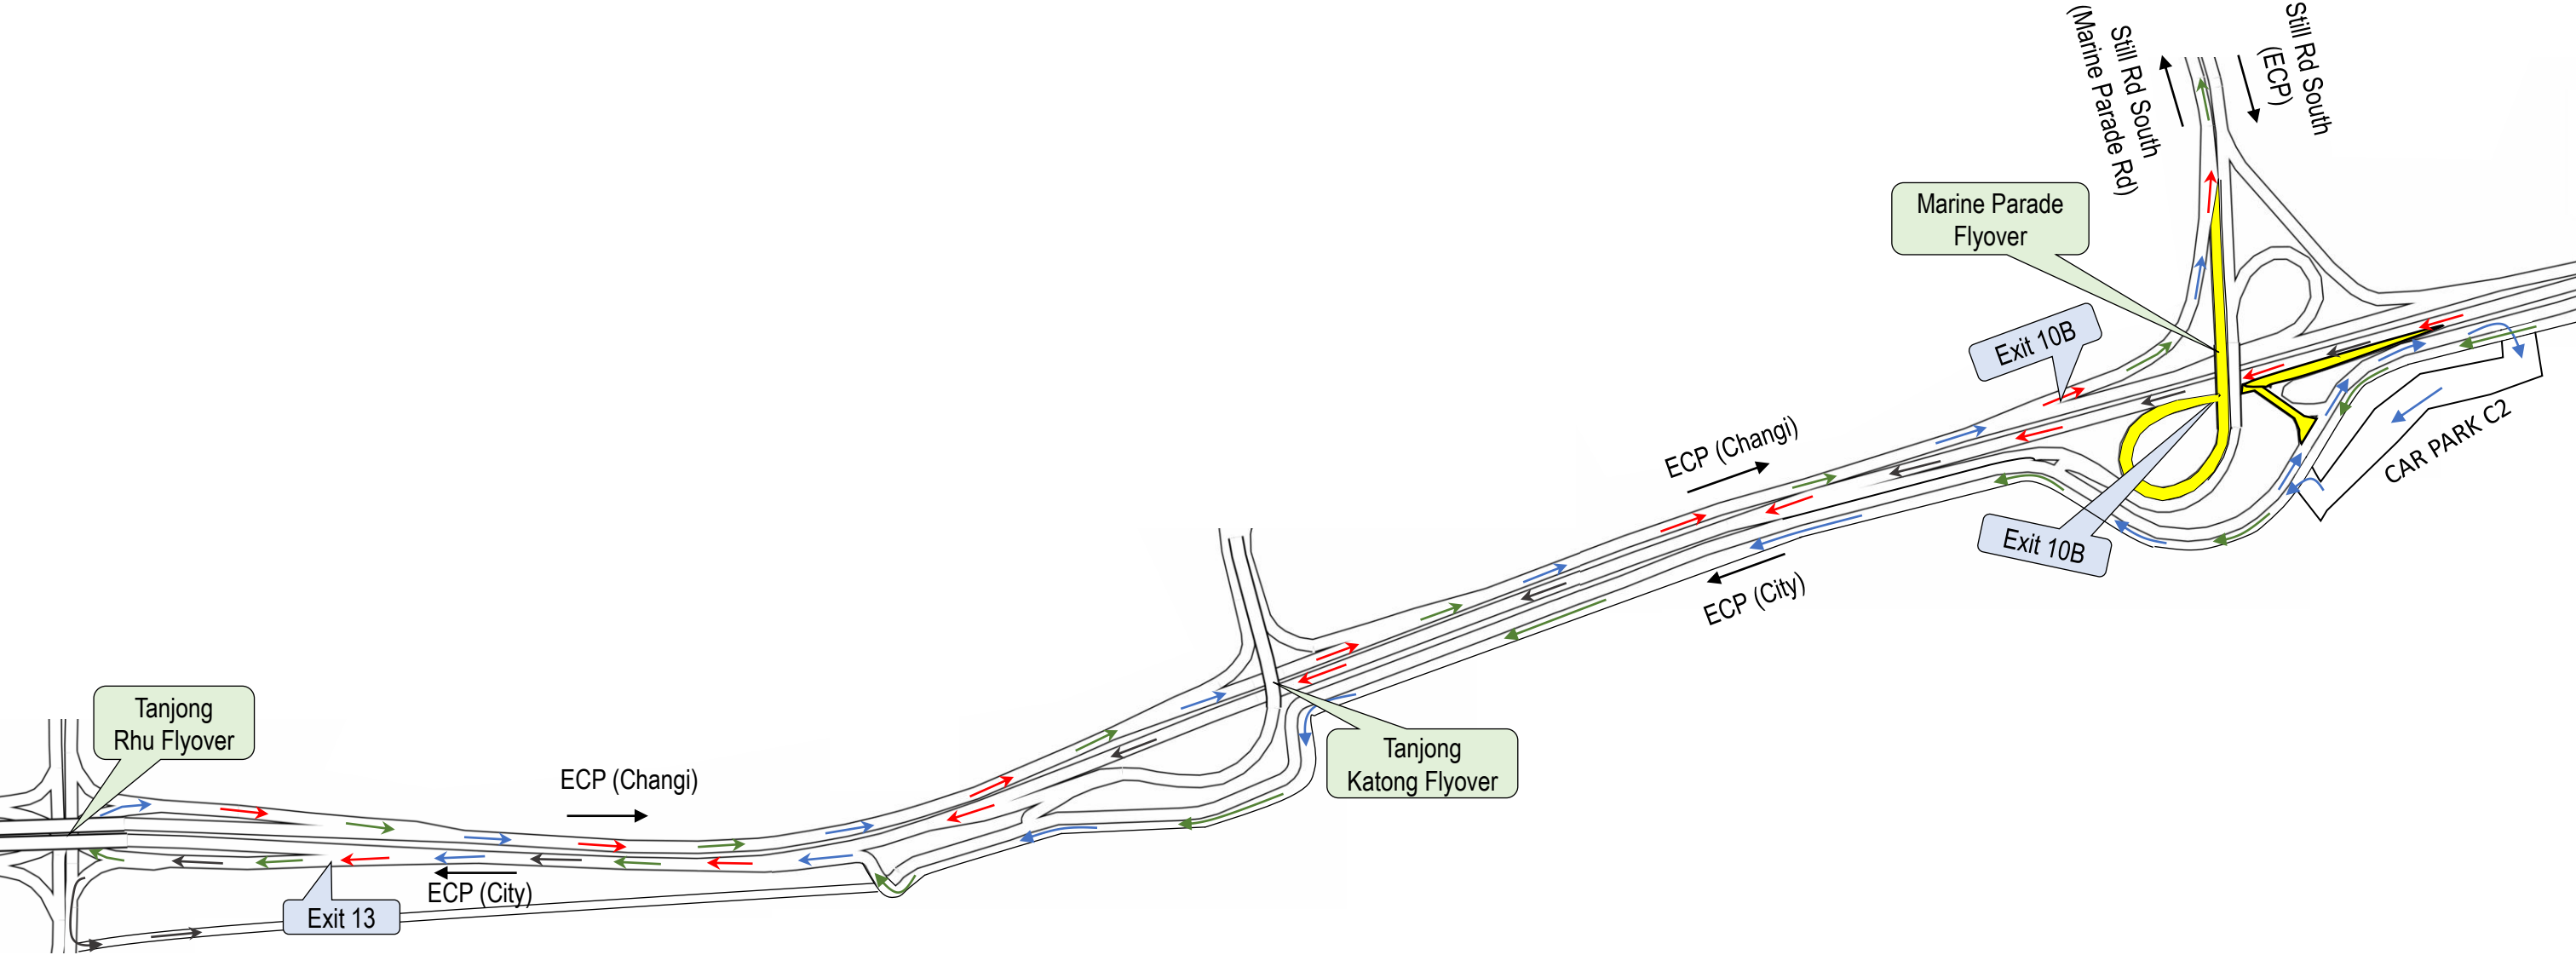 Still Rd South
(Marine Parade Rd)
Still Rd South
(ECP)
Marine Parade
Flyover
Exit 10B
CAR PARK C2
ECP (Changi)
Exit 10B
ECP (City)
Tanjong
Rhu Flyover
Tanjong
Katong Flyover
ECP (Changi)
ECP (City)
Exit 13